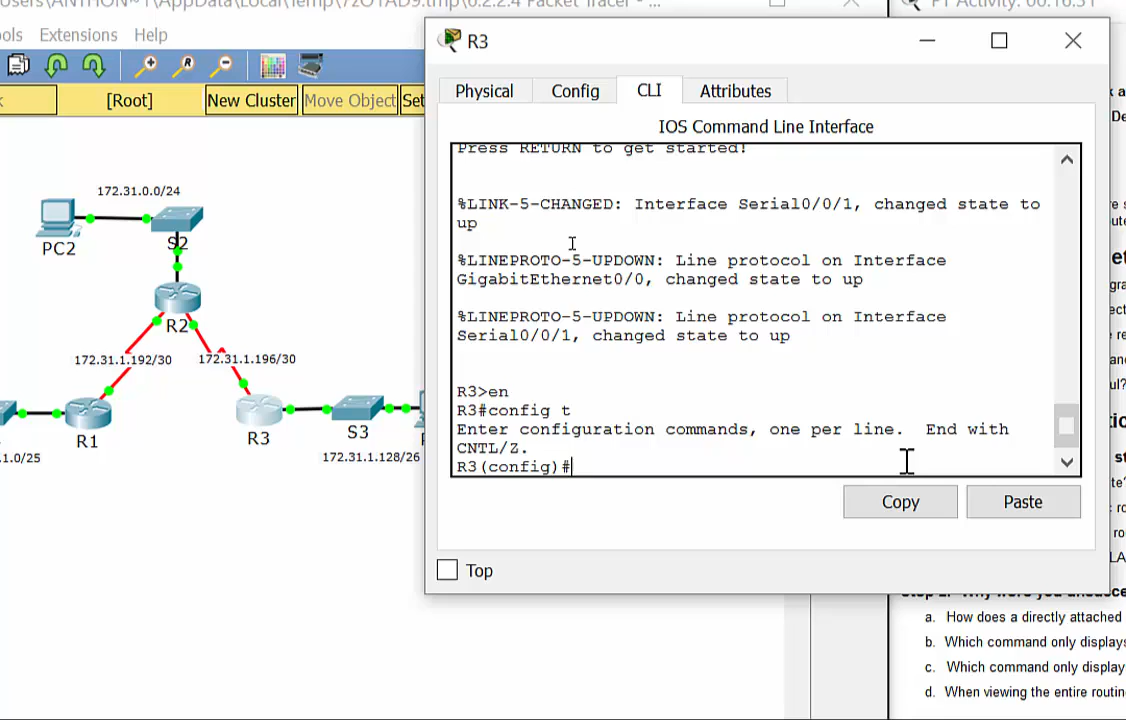 sers\ANTHON~1\AppData\Local\Temp\7zO1AD9.tmp\6.2.2.4 Packet Tracer - ...
PT Activity: 00:16:31
ols Extensions Help
[Root]
New Cluster
Move Object
Set
R3
Physical
Config
CLI
Attributes
IOS Command Line Interface
Press RETURN to get started!
%LINK-5-CHANGED: Interface Serial0/0/1, changed state to
up
%LINEPROTO-5-UPDOWN: Line protocol on Interface
GigabitEthernet0/0, changed state to up
%LINEPROTO-5-UPDOWN: Line protocol on Interface
Serial0/0/1, changed state to up
R3>en
R3#config t
Enter configuration commands, one per line. End with
CNTL/Z.
R3(config)#
Copy
Paste
Top
172.31.0.0/24
PC2
S2
R2
172.31.1.192/30
172.31.1.196/30
R1
R3
S3
.1.0/25
172.31.1.128/26
a. How does a directly attached
b. Which command only displays
c. Which command only display
d. When viewing the entire routin